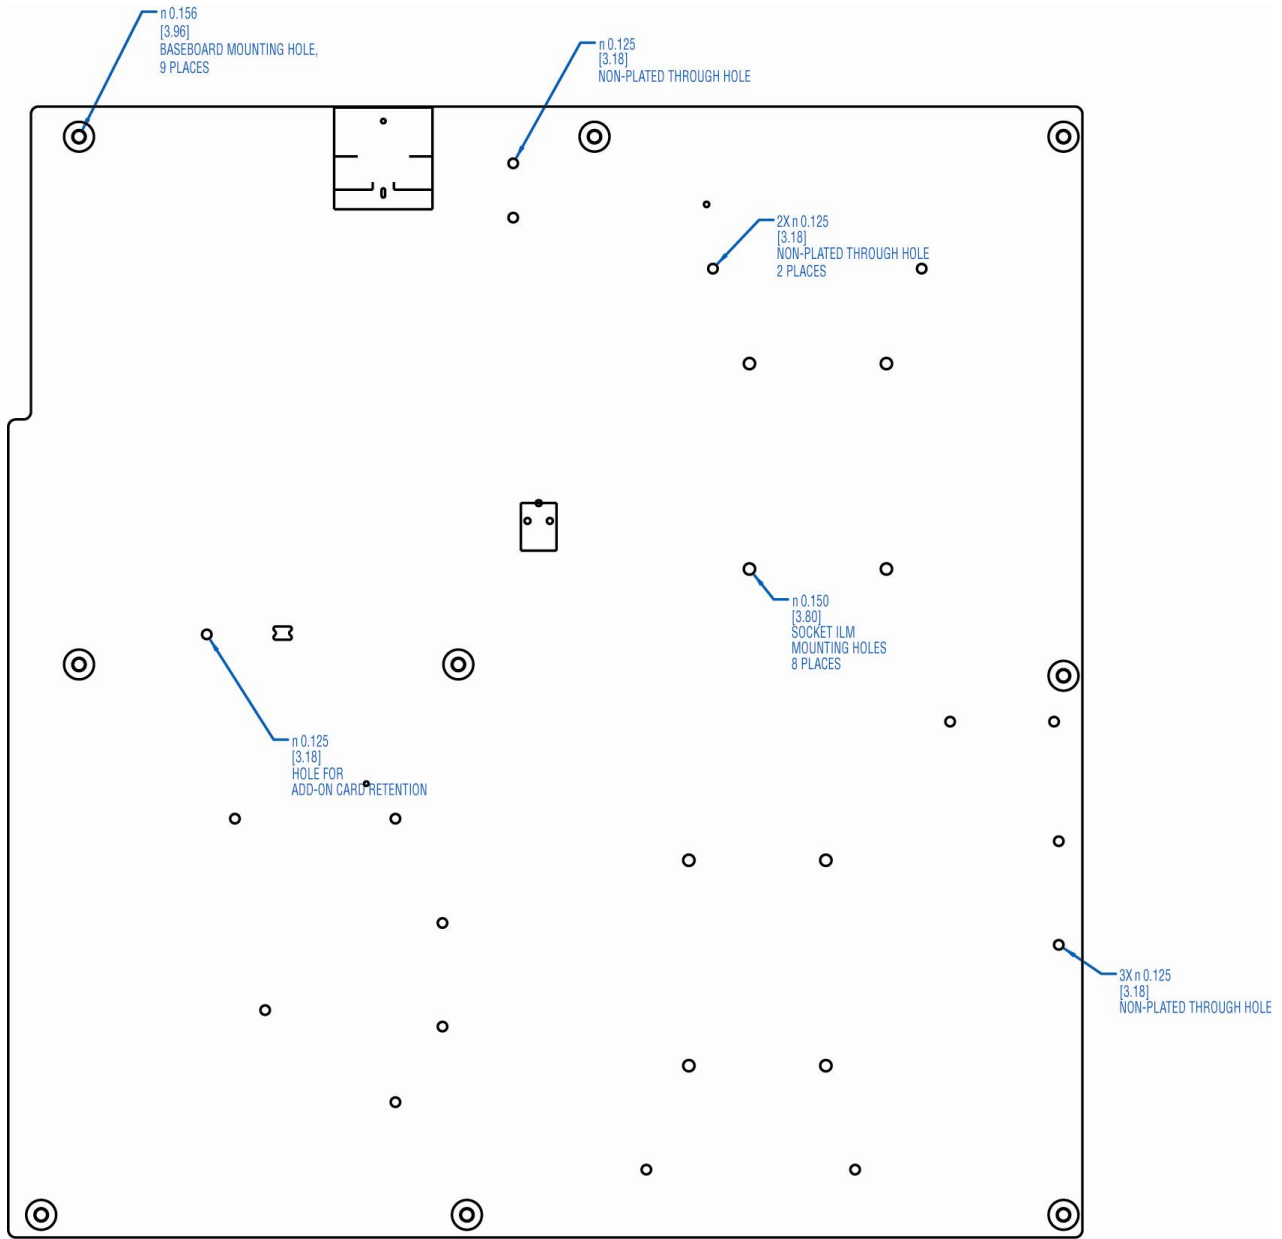 n 0.156
[3.96]
BASEBOARD MOUNTING HOLE,
9 PLACES
n 0.125
[3.18]
NON-PLATED THROUGH HOLE
2X n 0.125
[3.18]
NON-PLATED THROUGH HOLE
2 PLACES
n 0.150
[3.80]
SOCKET ILM
MOUNTING HOLES
8 PLACES
n 0.125
[3.18]
HOLE FOR
ADD-ON CARD RETENTION
3X n 0.125
[3.18]
NON-PLATED THROUGH HOLE